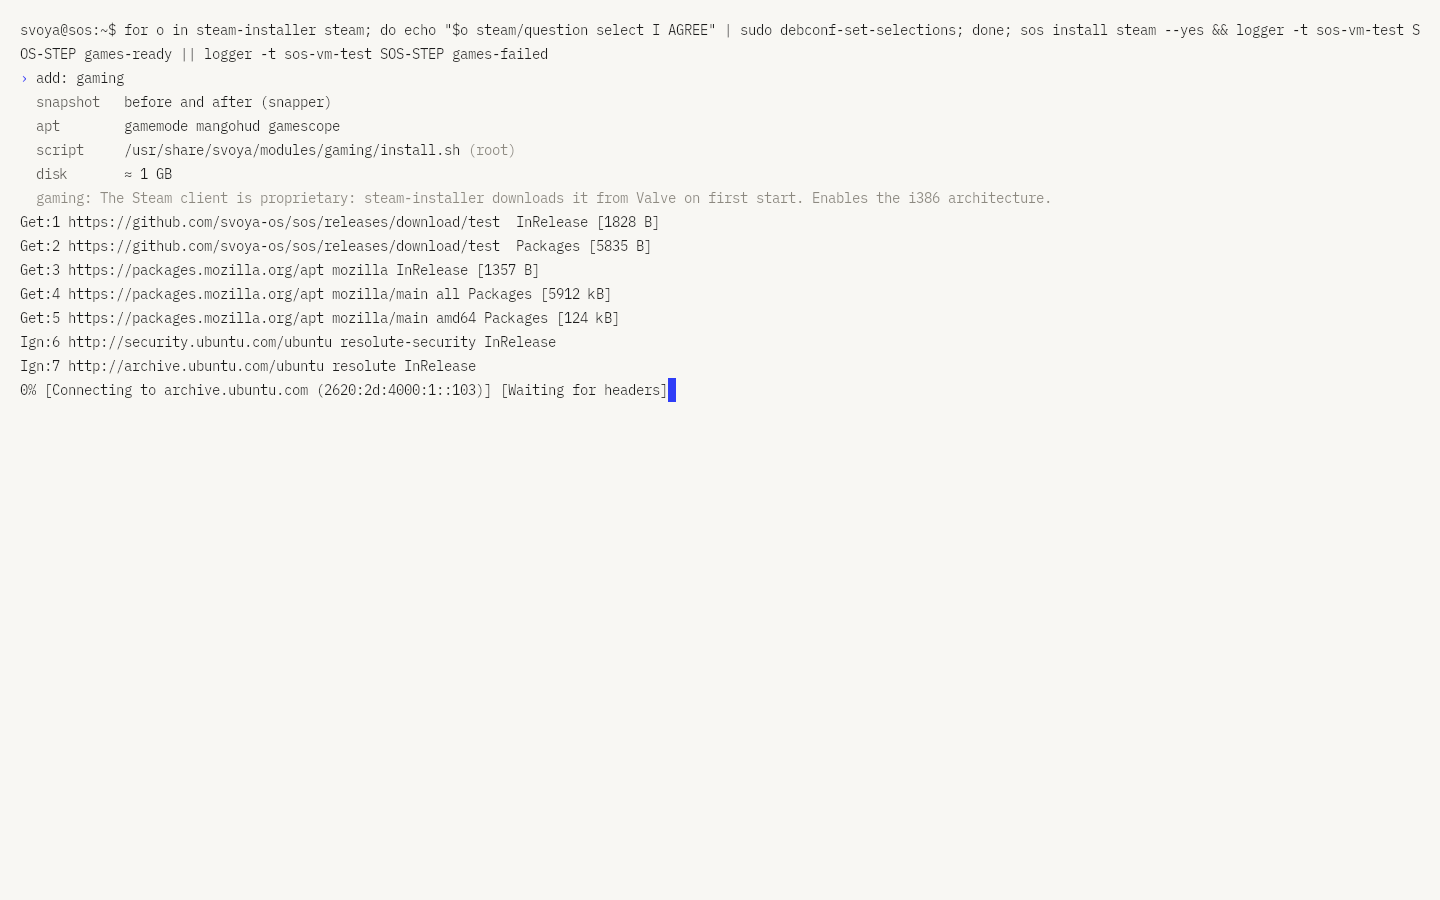 svoya@sos:~$ for o in steam-installer steam; do echo "$o steam/question select I AGREE" | sudo debconf-set-selections; done; sos install steam --yes && logger -t sos-vm-test S
OS-STEP games-ready || logger -t sos-vm-test SOS-STEP games-failed
› add: gaming
snapshot   before and after (snapper)
apt        gamemode mangohud gamescope
script     /usr/share/svoya/modules/gaming/install.sh (root)
disk       ≈ 1 GB
gaming: The Steam client is proprietary: steam-installer downloads it from Valve on first start. Enables the i386 architecture.
Get:1 https://github.com/svoya-os/sos/releases/download/test  InRelease [1828 B]
Get:2 https://github.com/svoya-os/sos/releases/download/test  Packages [5835 B]
Get:3 https://packages.mozilla.org/apt mozilla InRelease [1357 B]
Get:4 https://packages.mozilla.org/apt mozilla/main all Packages [5912 kB]
Get:5 https://packages.mozilla.org/apt mozilla/main amd64 Packages [124 kB]
Ign:6 http://security.ubuntu.com/ubuntu resolute-security InRelease
Ign:7 http://archive.ubuntu.com/ubuntu resolute InRelease
0% [Connecting to archive.ubuntu.com (2620:2d:4000:1::103)] [Waiting for headers]